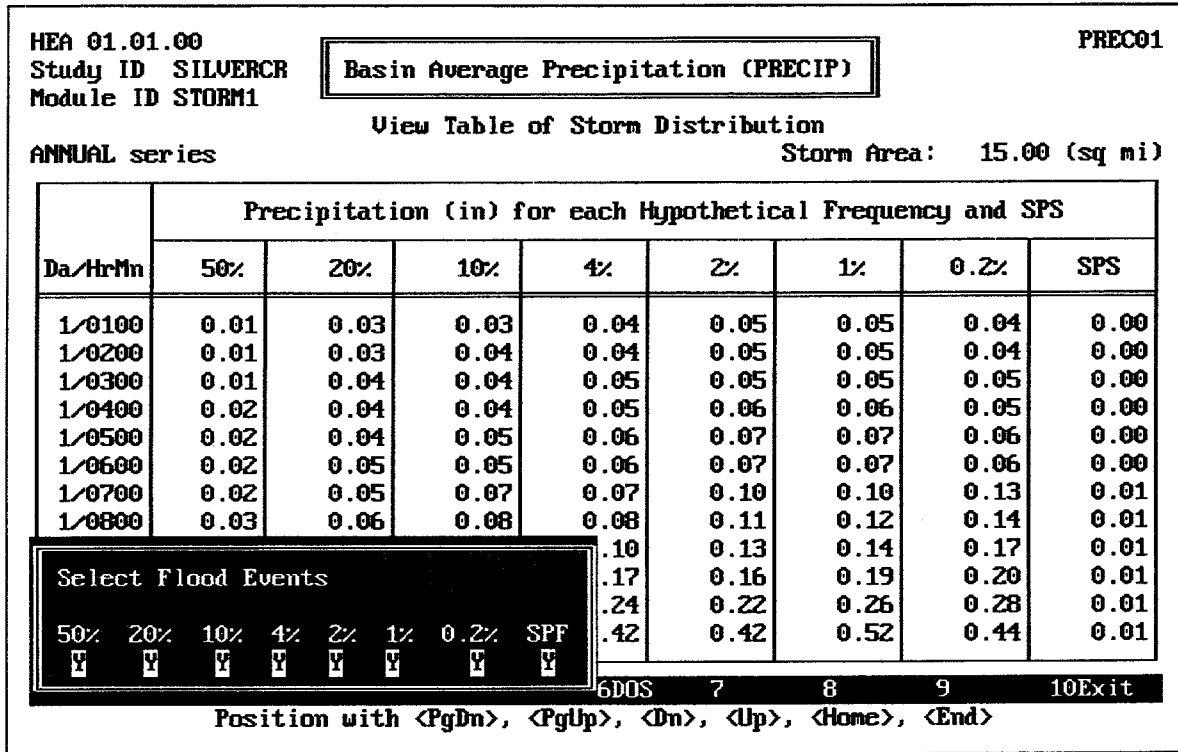 HEA 01.01.00 PREC01
Study ID SILVERCR Basin Average Precipitation (PRECIP)
Module ID STORM1
View Table of Storm Distribution
ANNUAL series Storm Area: 15.00 (sq mi)
Precipitation (in) for each Hypothetical Frequency and SPS
Da/HrMn 50% 20% 10% 4% 2% 1% 0.2% SPS
1/0100 0.01 0.03 0.03 0.04 0.05 0.05 0.04 0.00
1/0200 0.01 0.03 0.04 0.04 0.05 0.05 0.04 0.00
1/0300 0.01 0.04 0.04 0.05 0.05 0.05 0.05 0.00
1/0400 0.02 0.04 0.04 0.05 0.06 0.06 0.05 0.00
1/0500 0.02 0.04 0.05 0.06 0.07 0.07 0.06 0.00
1/0600 0.02 0.05 0.05 0.06 0.07 0.07 0.06 0.00
1/0700 0.02 0.05 0.07 0.07 0.10 0.10 0.13 0.01
1/0800 0.03 0.06 0.08 0.08 0.11 0.12 0.14 0.01
.10 0.13 0.14 0.17 0.01
Select Flood Events .17 0.16 0.19 0.20 0.01
.24 0.22 0.26 0.28 0.01
50% 20% 10% 4% 2% 1% 0.2% SPF .42 0.42 0.52 0.44 0.01
Y Y Y Y Y Y Y Y
6DOS 7 8 9 10Exit
Position with <PgDn>, <PgUp>, <Dn>, <Up>, <Home>, <End>